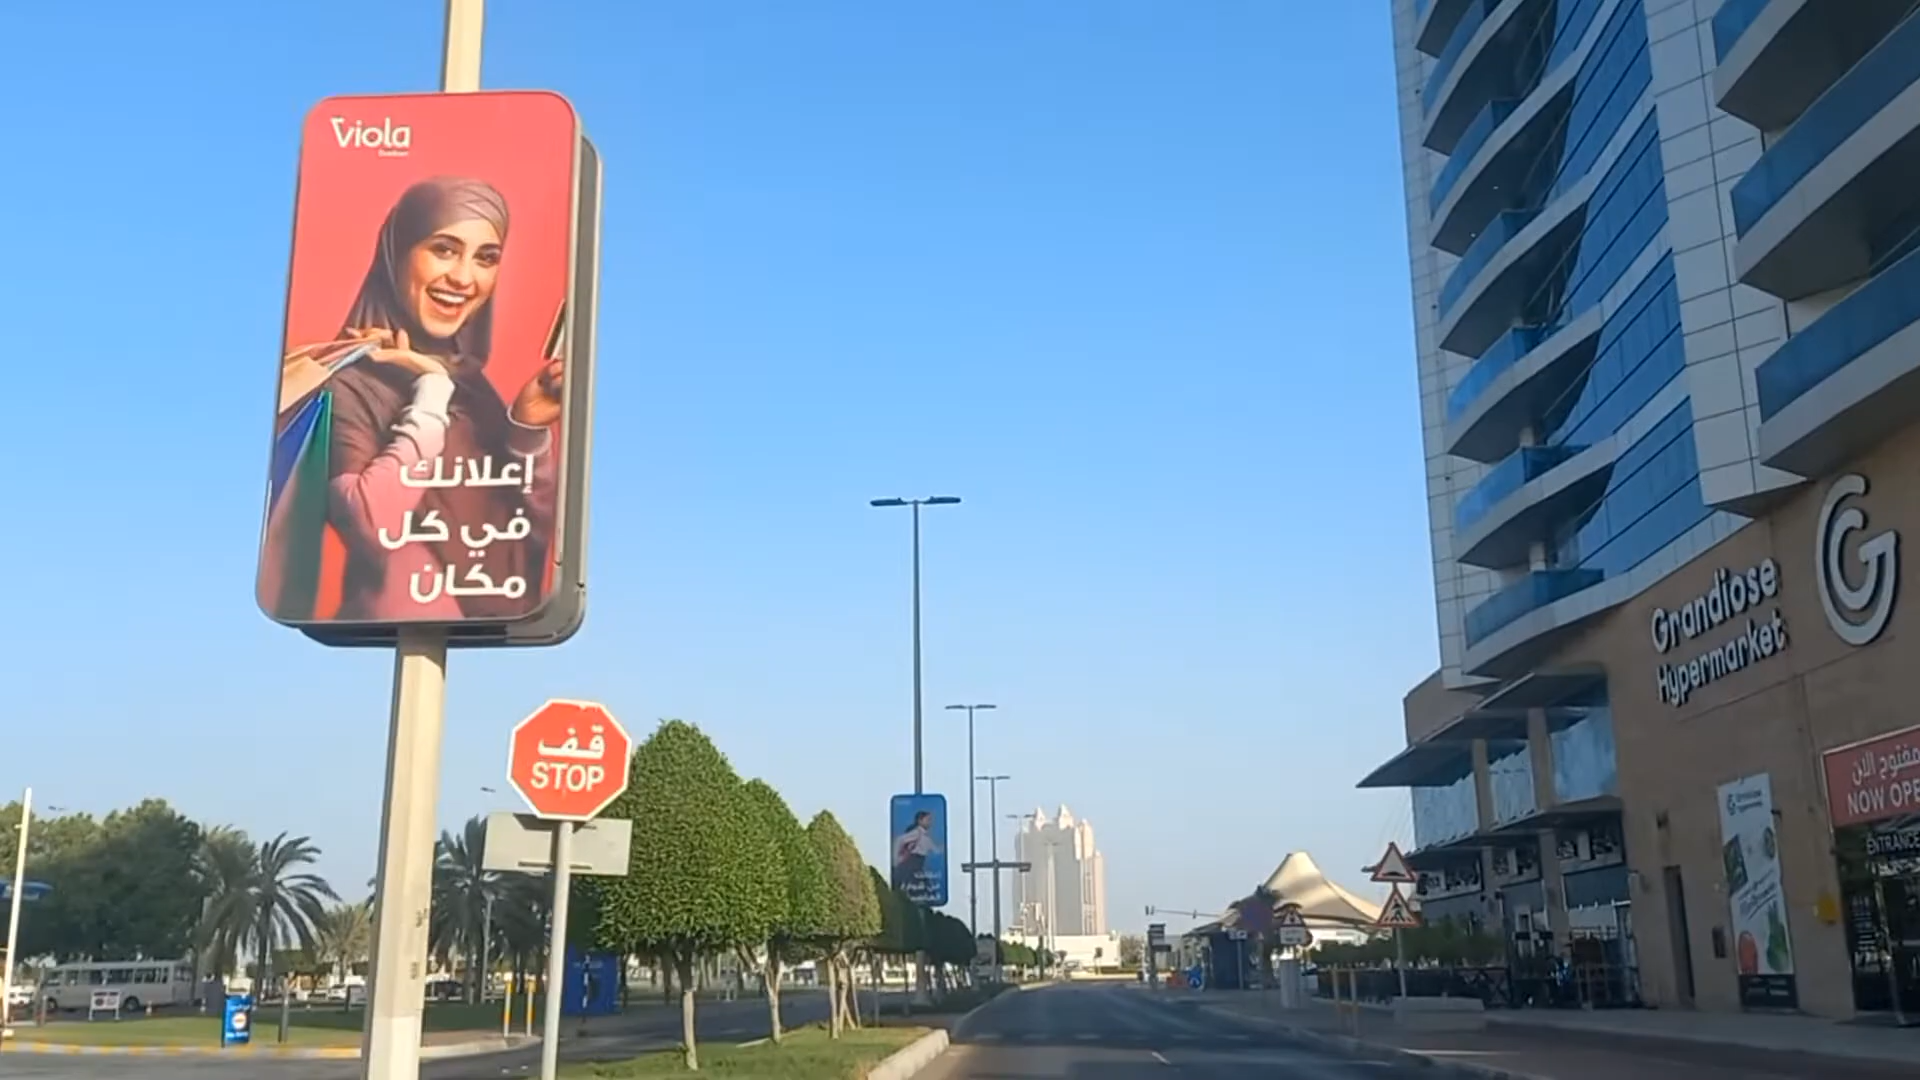 Viola
إعلانك
في كل
مكان
قف
STOP
Grandiose
Hypermarket
مفتوح الآن
NOW OPE
ENTRANCE